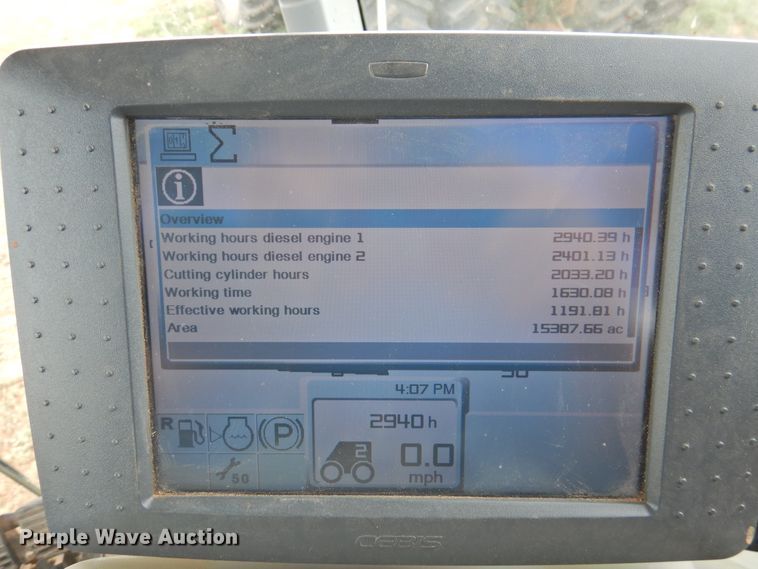 Overview
Working hours diesel engine 1 2940.39 h
Working hours diesel engine 2 2401.13 h
Cutting cylinder hours 2033.20 h
Working time 1630.08 h
Effective working hours 1191.81 h
Area 15387.66 ac
4:07 PM
2940 h
R
(P)
2
0.0
mph
50
CEBIS
Purple Wave Auction®